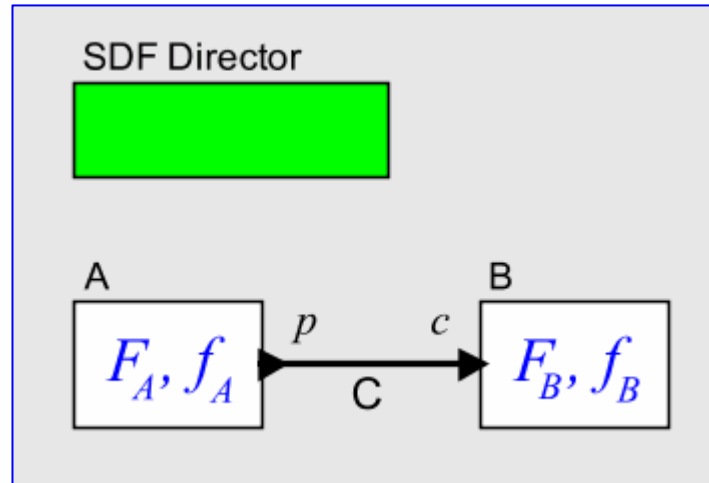 SDF Director
A
B
p
c
F_A, f_A
C
F_B, f_B